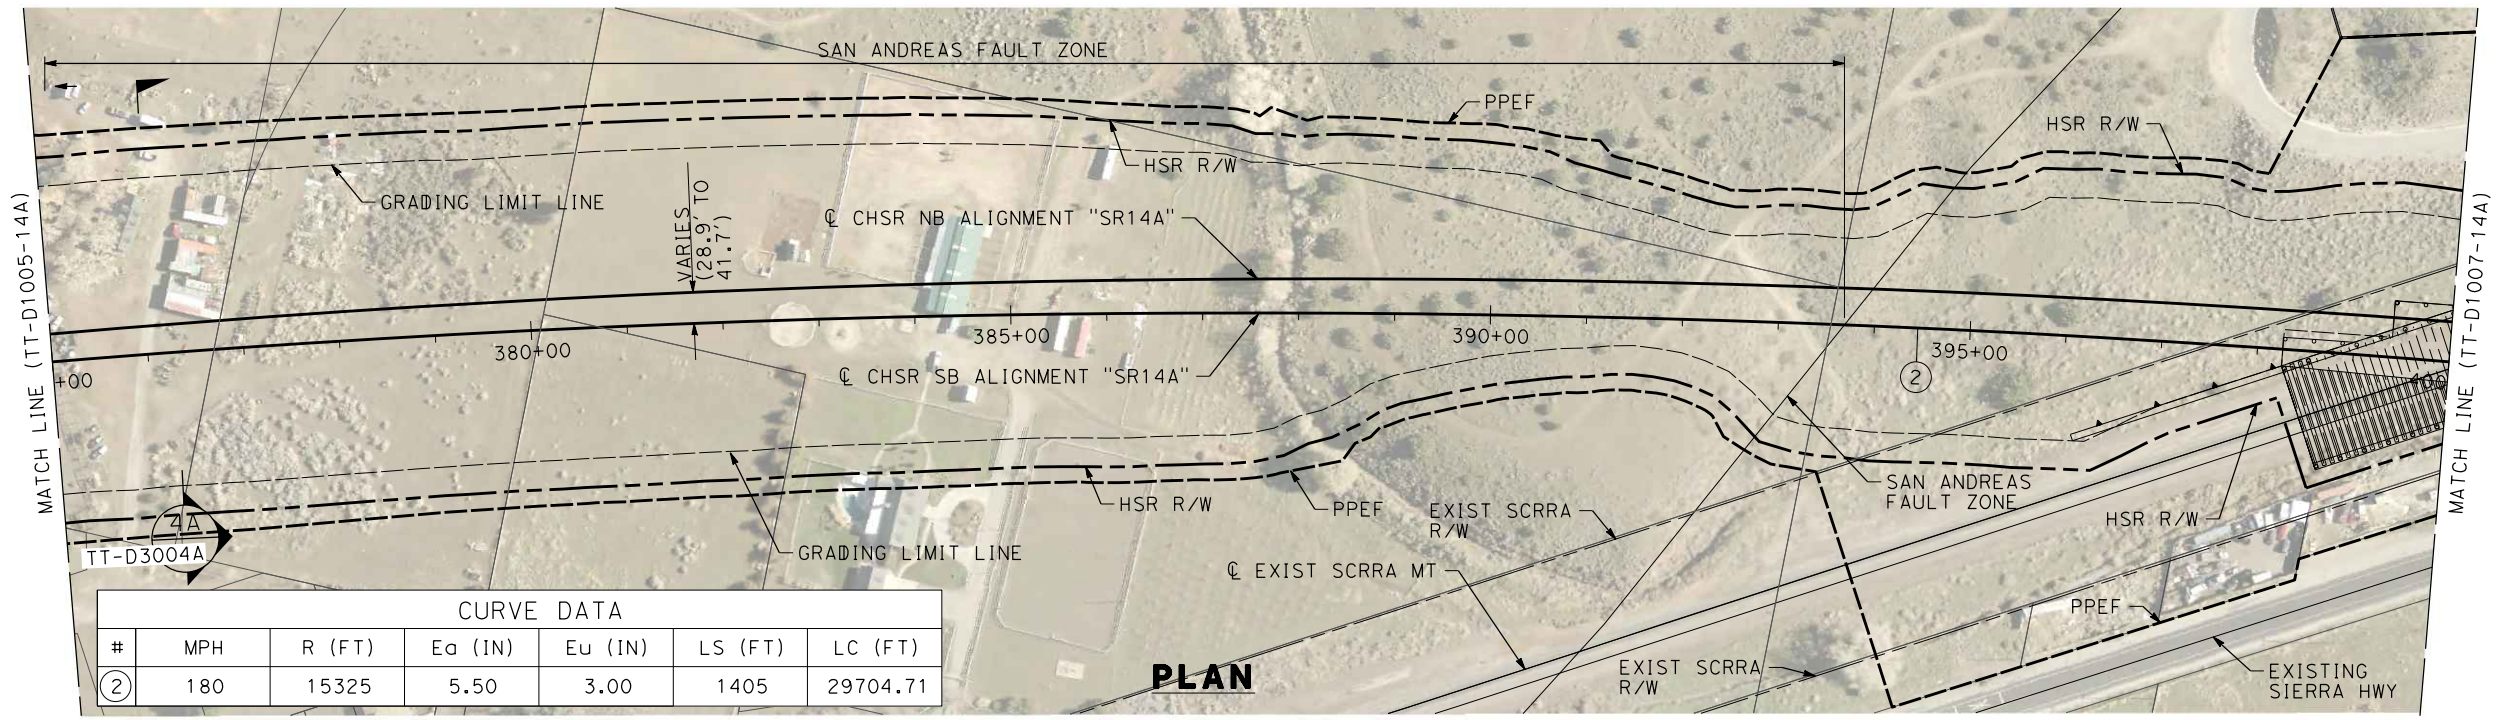 SAN ANDREAS FAULT ZONE
PPEF
HSR R/W
HSR R/W
GRADING LIMIT LINE
VARIES
(28.9' TO
41.7')
℄ CHSR NB ALIGNMENT "SR14A"
MATCH LINE (TT-D1005-14A)
MATCH LINE (TT-D1007-14A)
+00
380+00
385+00
390+00
395+00
400
℄ CHSR SB ALIGNMENT "SR14A"
2
HSR R/W
PPEF
EXIST SCRRA
R/W
SAN ANDREAS
FAULT ZONE
HSR R/W
4A
TT-D3004A
GRADING LIMIT LINE
℄ EXIST SCRRA MT
PPEF
EXIST SCRRA
R/W
EXISTING
SIERRA HWY
CURVE DATA
# MPH R (FT) Ea (IN) Eu (IN) LS (FT) LC (FT)
2 180 15325 5.50 3.00 1405 29704.71
PLAN